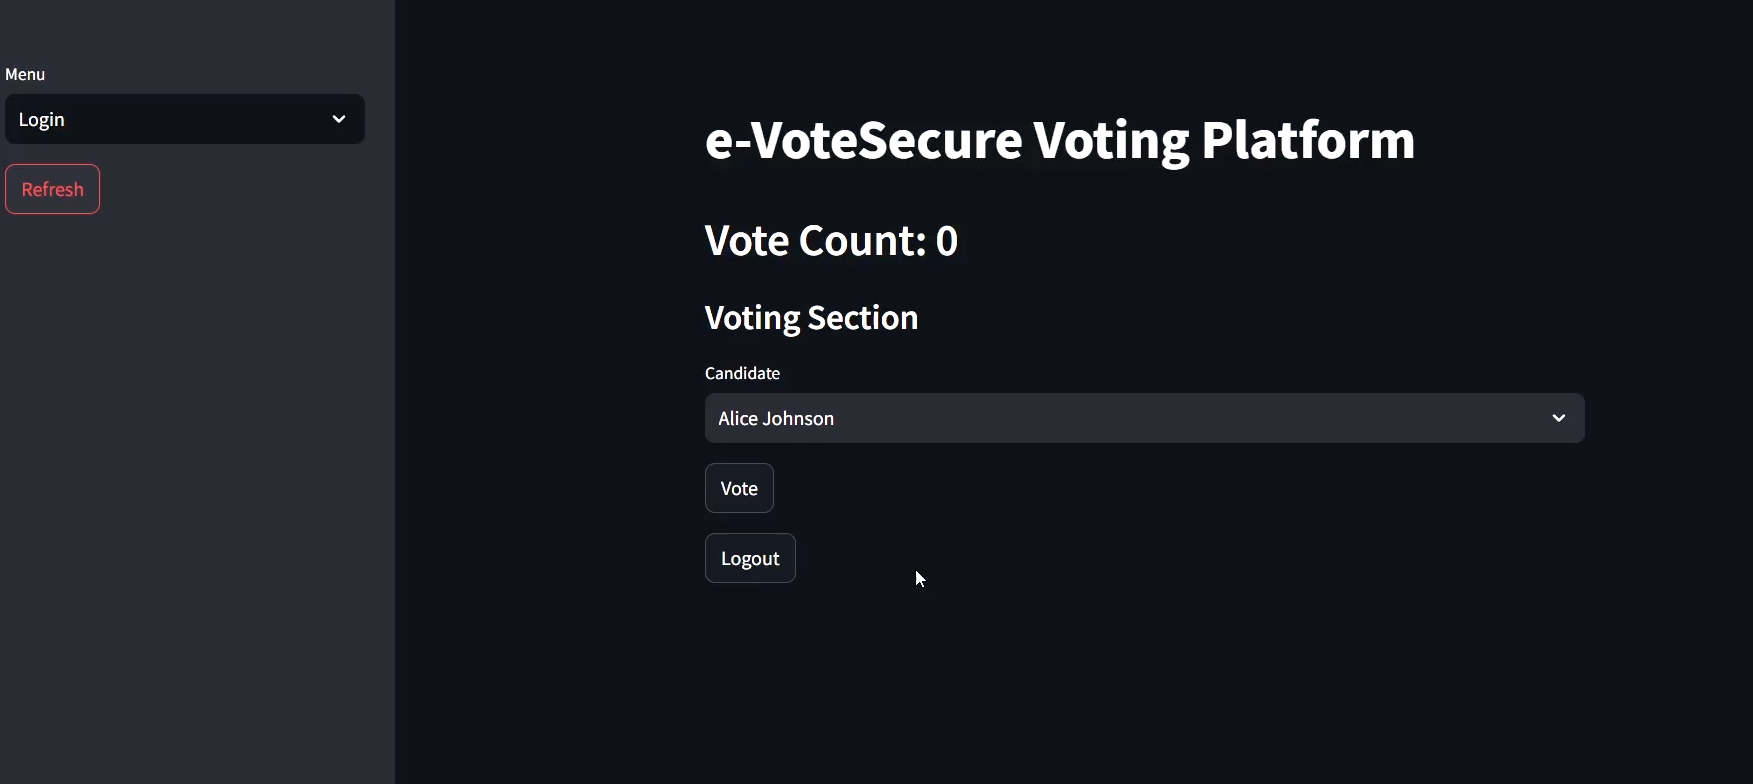 Menu
Login
Refresh
e-VoteSecure Voting Platform
Vote Count: 0
Voting Section
Candidate
Alice Johnson
Vote
Logout